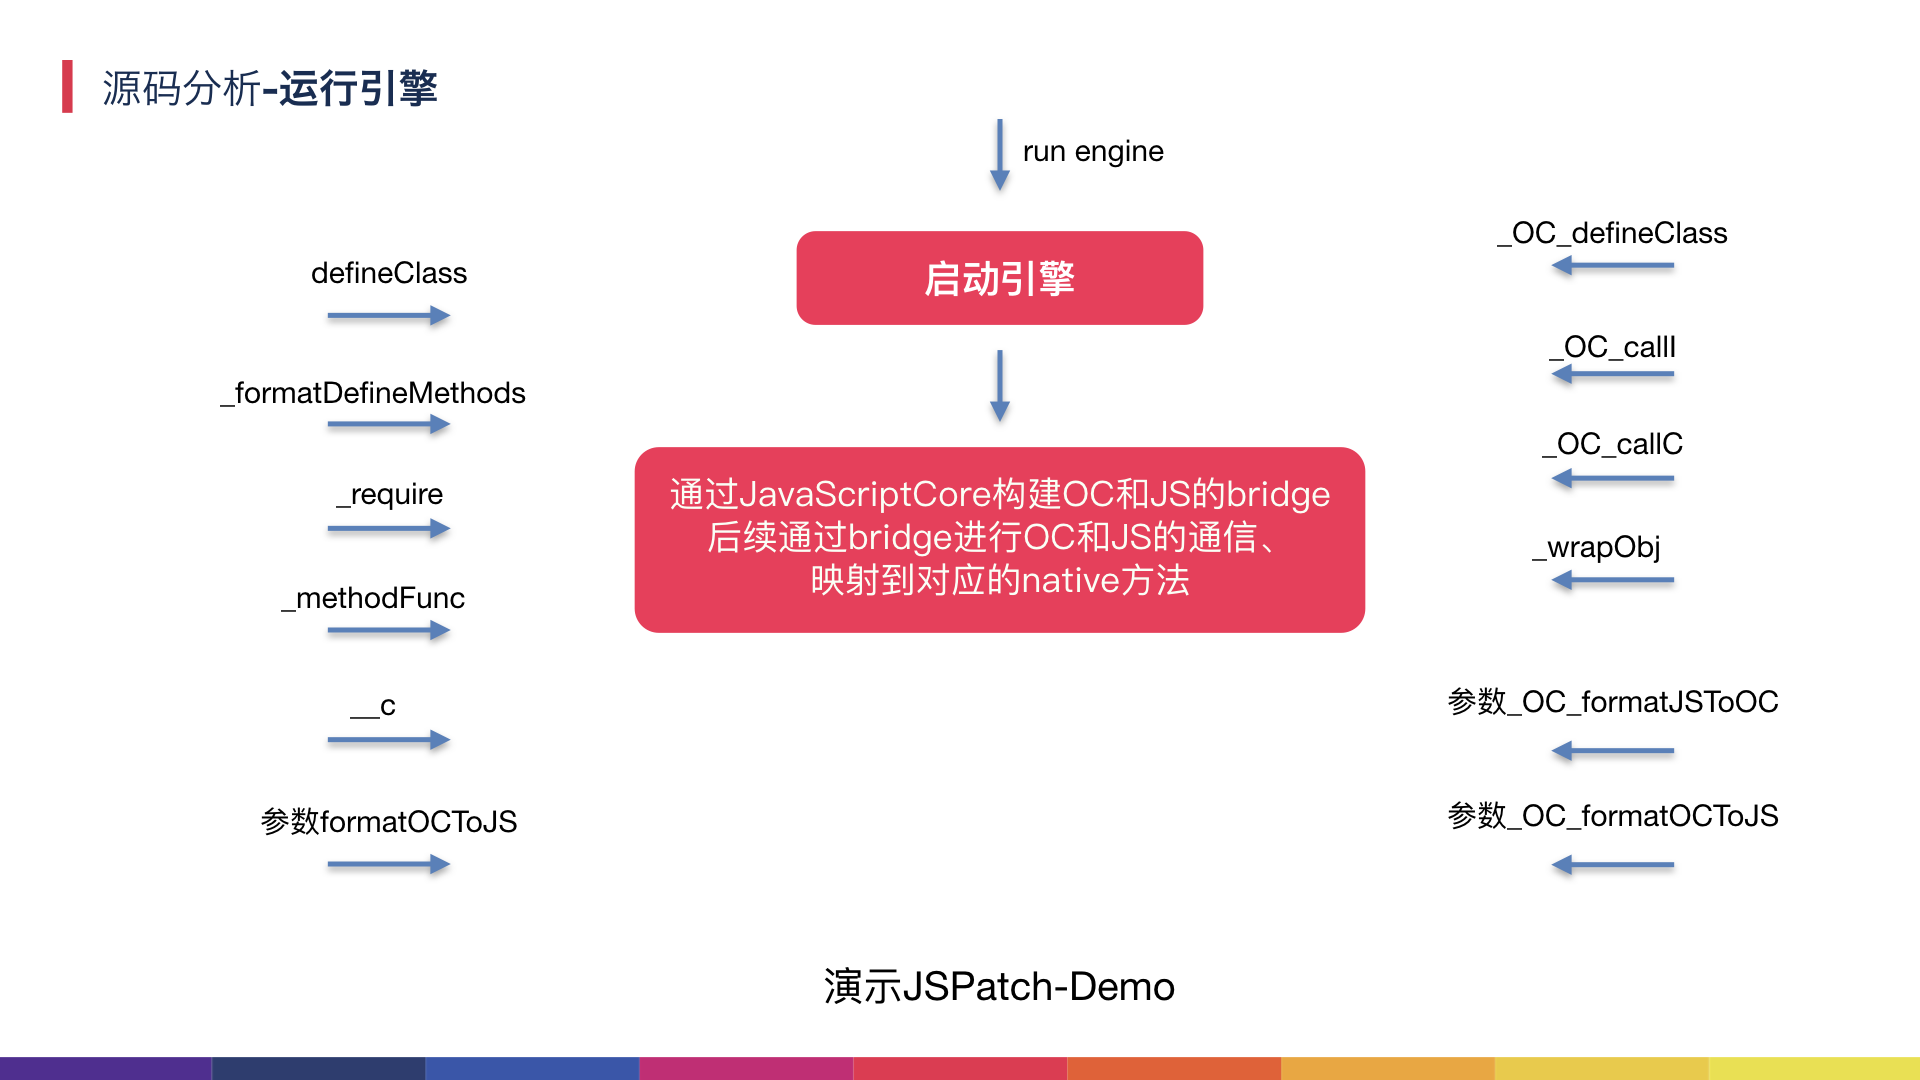 源码分析-运行引擎
run engine
启动引擎
通过JavaScriptCore构建OC和JS的bridge
后续通过bridge进行OC和JS的通信、
映射到对应的native方法
defineClass
_formatDefineMethods
_require
_methodFunc
__c
参数formatOCToJS
_OC_defineClass
_OC_callI
_OC_callC
_wrapObj
参数_OC_formatJSToOC
参数_OC_formatOCToJS
演示JSPatch-Demo